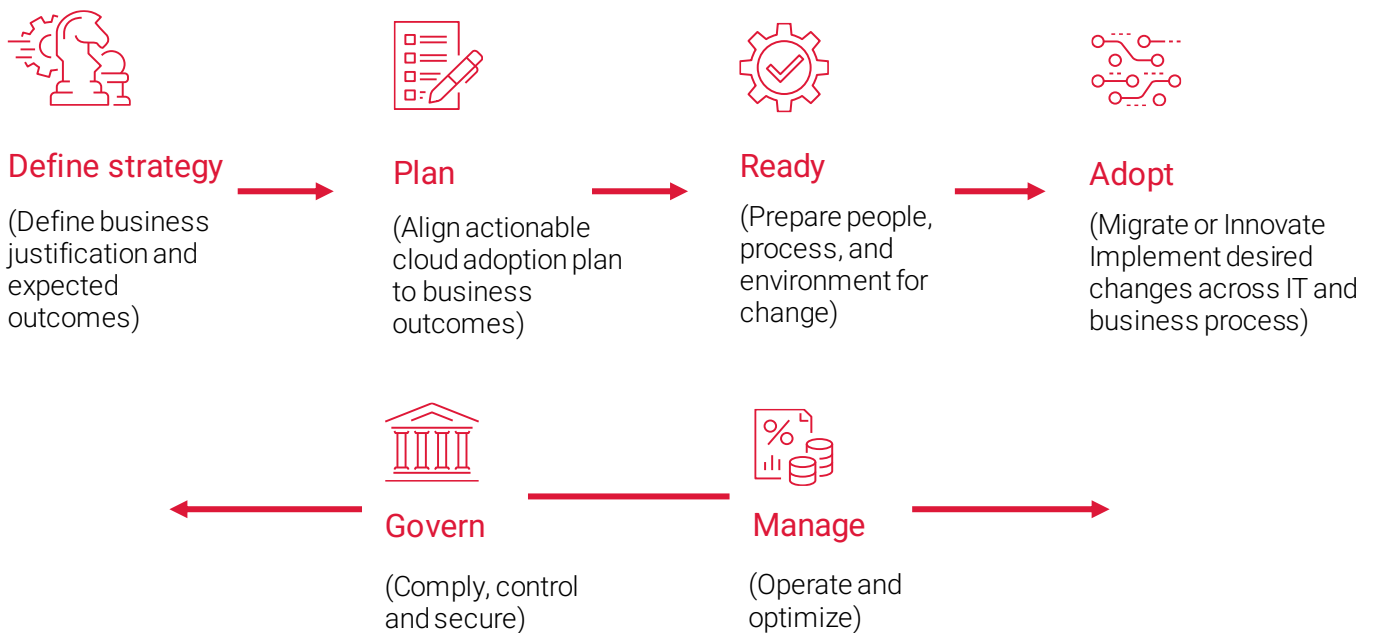 Define strategy
(Define business
justification and
expected
outcomes)
Plan
(Align actionable
cloud adoption plan
to business
outcomes)
Ready
(Prepare people,
process, and
environment for
change)
Adopt
(Migrate or Innovate
Implement desired
changes across IT and
business process)
Govern
(Comply, control
and secure)
Manage
(Operate and
optimize)